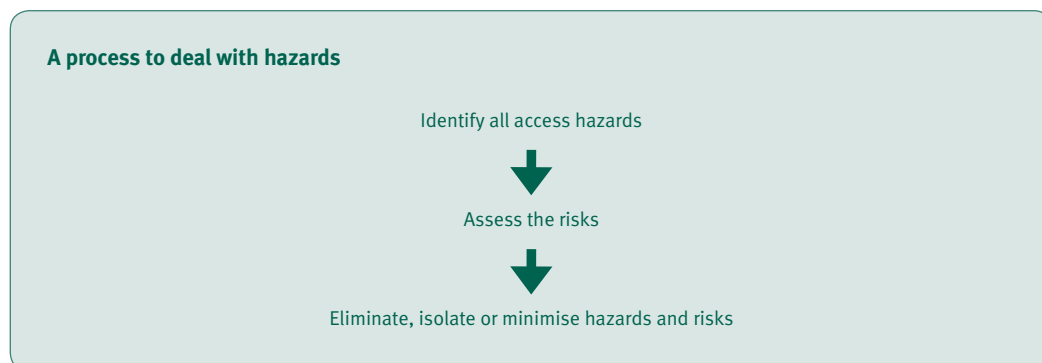 A process to deal with hazards
Identify all access hazards
Assess the risks
Eliminate, isolate or minimise hazards and risks